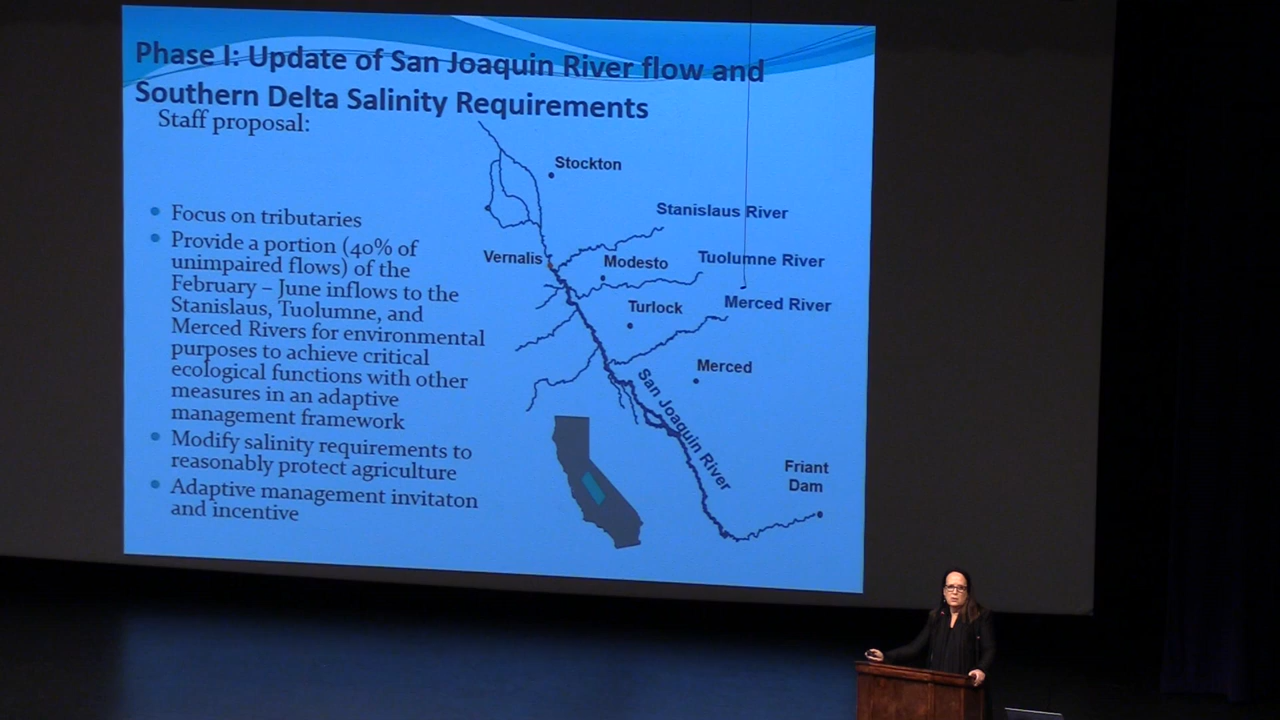 Phase I: Update of San Joaquin River flow and
Southern Delta Salinity Requirements
Staff proposal:
Focus on tributaries
Provide a portion (40% of
unimpaired flows) of the
February – June inflows to the
Stanislaus, Tuolumne, and
Merced Rivers for environmental
purposes to achieve critical
ecological functions with other
measures in an adaptive
management framework
Modify salinity requirements to
reasonably protect agriculture
Adaptive management invitaton
and incentive
Stockton
Stanislaus River
Vernalis
Modesto
Tuolumne River
Turlock
Merced River
Merced
San Joaquin River
Friant
Dam